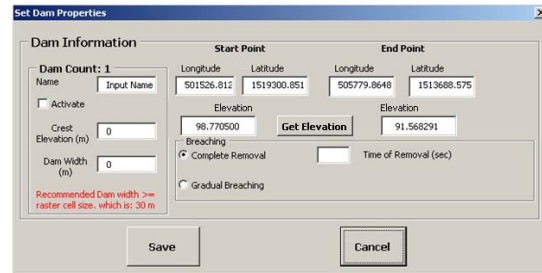 Set Dam Properties
Dam Information
Start Point
End Point
Dam Count: 1
Name
Input Name
Activate
Crest Elevation (m)
0
Dam Width (m)
0
Recommended Dam width >=
raster cell size. which is: 30 m
Longitude
Latitude
Longitude
Latitude
501526.812
1519300.851
505779.8648
1513688.575
Elevation
Elevation
98.770500
Get Elevation
91.568291
Breaching
Complete Removal
Time of Removal (sec)
Gradual Breaching
Save
Cancel